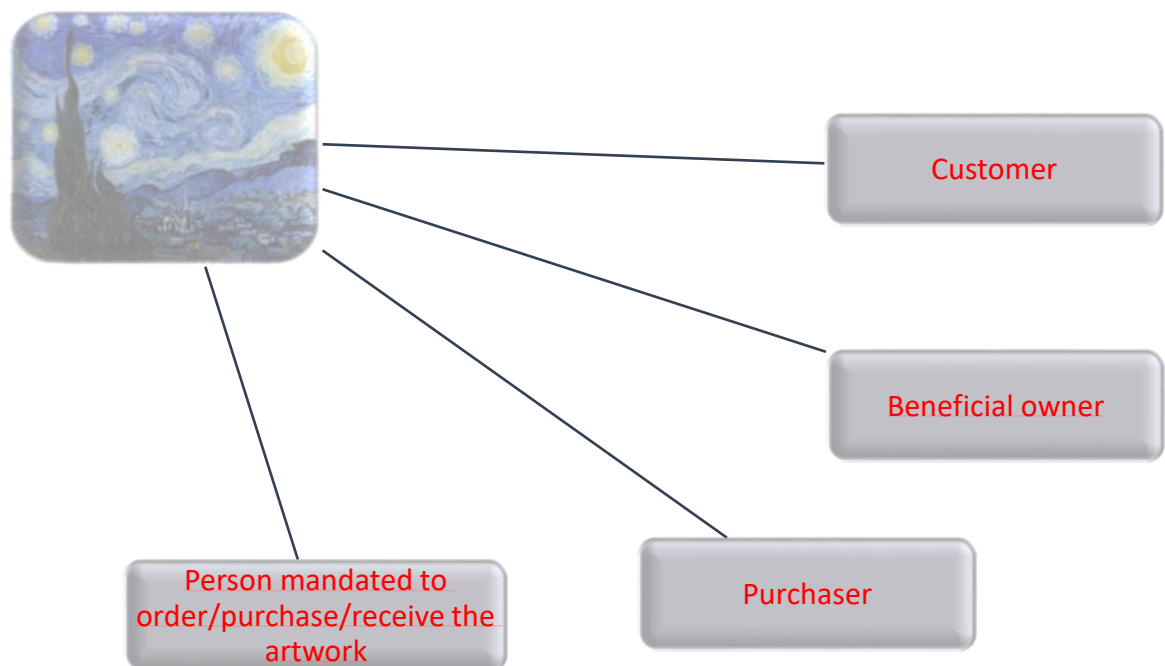 Customer
Beneficial owner
Purchaser
Person mandated to
order/purchase/receive the
artwork